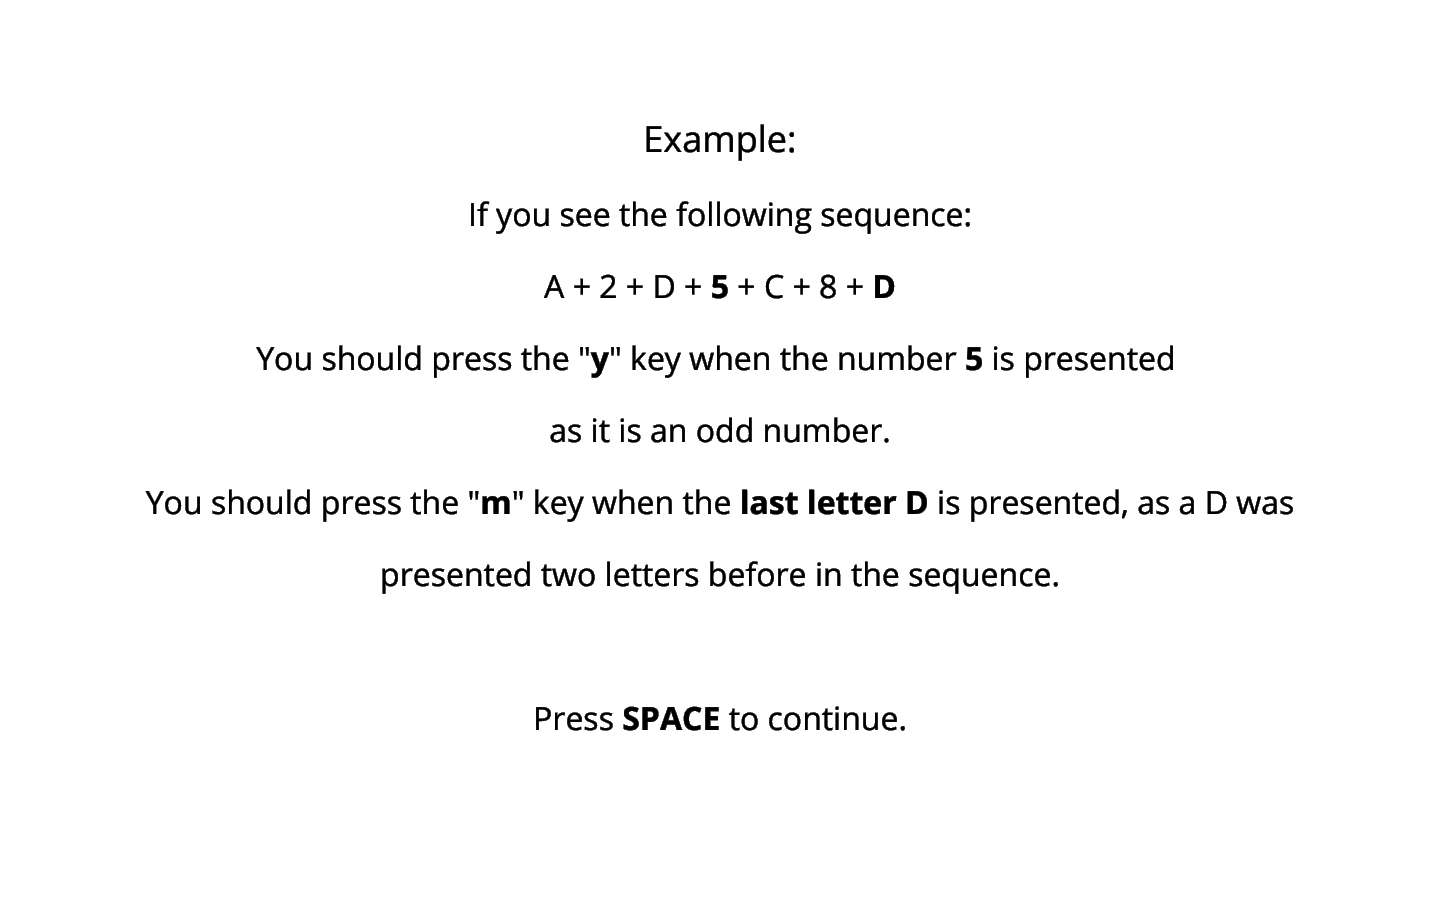 Example:
If you see the following sequence:
A + 2 + D + 5 + C + 8 + D
You should press the "y" key when the number 5 is presented
as it is an odd number.
You should press the "m" key when the last letter D is presented, as a D was
presented two letters before in the sequence.
Press SPACE to continue.